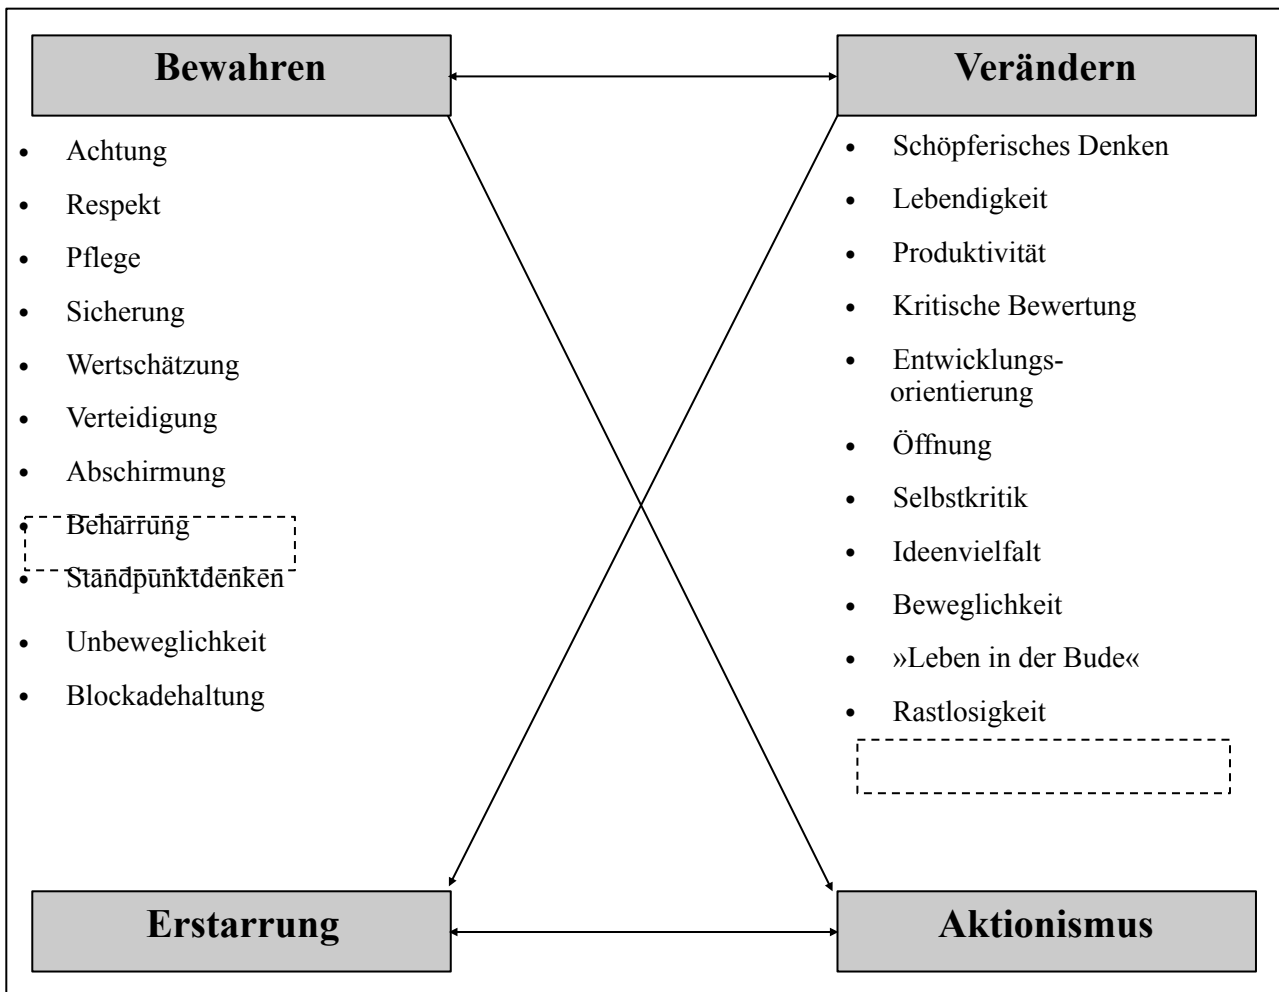 Bewahren
Verändern
• Achtung
• Respekt
• Pflege
• Sicherung
• Wertschätzung
• Verteidigung
• Abschirmung
• Beharrung
• Standpunktdenken
• Unbeweglichkeit
• Blockadehaltung
• Schöpferisches Denken
• Lebendigkeit
• Produktivität
• Kritische Bewertung
• Entwicklungs-
orientierung
• Öffnung
• Selbstkritik
• Ideenvielfalt
• Beweglichkeit
• »Leben in der Bude«
• Rastlosigkeit
Erstarrung
Aktionismus